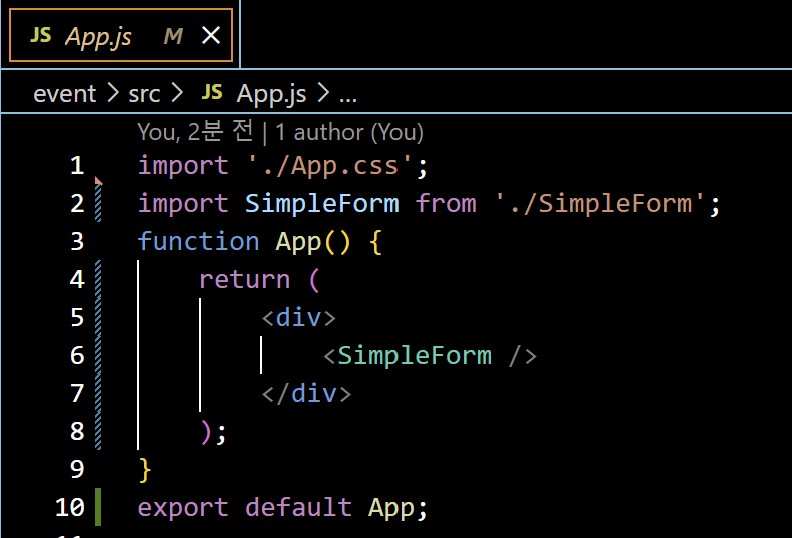 JS App.js M ×
event > src > JS App.js > ...
You, 2분 전 | 1 author (You)
1 import './App.css';
2 import SimpleForm from './SimpleForm';
3 function App() {
4 return (
5 <div>
6 <SimpleForm />
7 </div>
8 );
9 }
10 export default App;